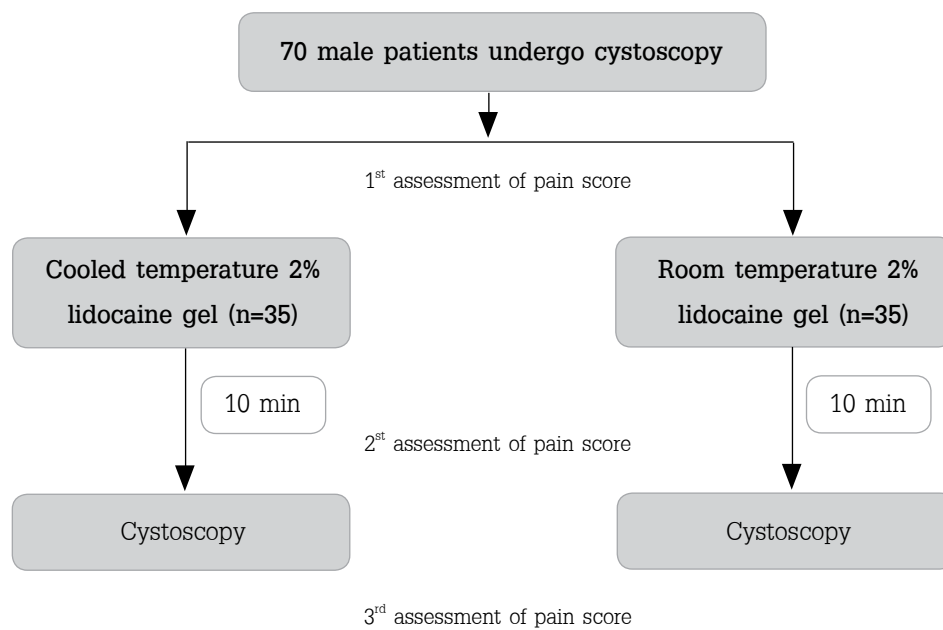 70 male patients undergo cystoscopy
1st assessment of pain score
Cooled temperature 2%
lidocaine gel (n=35)
Room temperature 2%
lidocaine gel (n=35)
10 min
10 min
2st assessment of pain score
Cystoscopy
Cystoscopy
3rd assessment of pain score